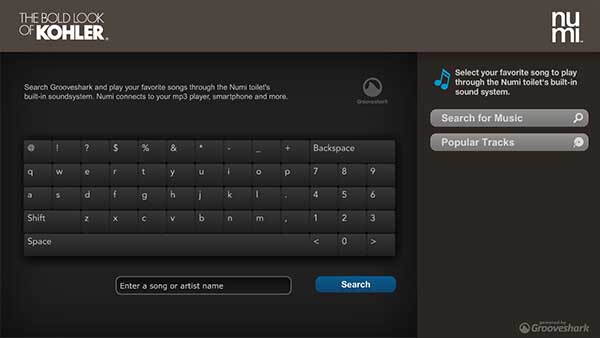 THE BOLD LOOK
OF KOHLER®
nu
mi™
Search Grooveshark and play your favorite songs through the Numi toilet's
built-in soundsystem. Numi connects to your mp3 player, smartphone and more.
Grooveshark
Select your favorite song to play
through the Numi toilet's built-in
sound system.
Search for Music
Popular Tracks
@ ! ? $ % & * - _ + Backspace
q w e r t y u i o p 7 8 9
a s d f g h j k l . 4 5 6
Shift z x c v b n m , 1 2 3
Space < 0 >
Enter a song or artist name
Search
powered by
Grooveshark